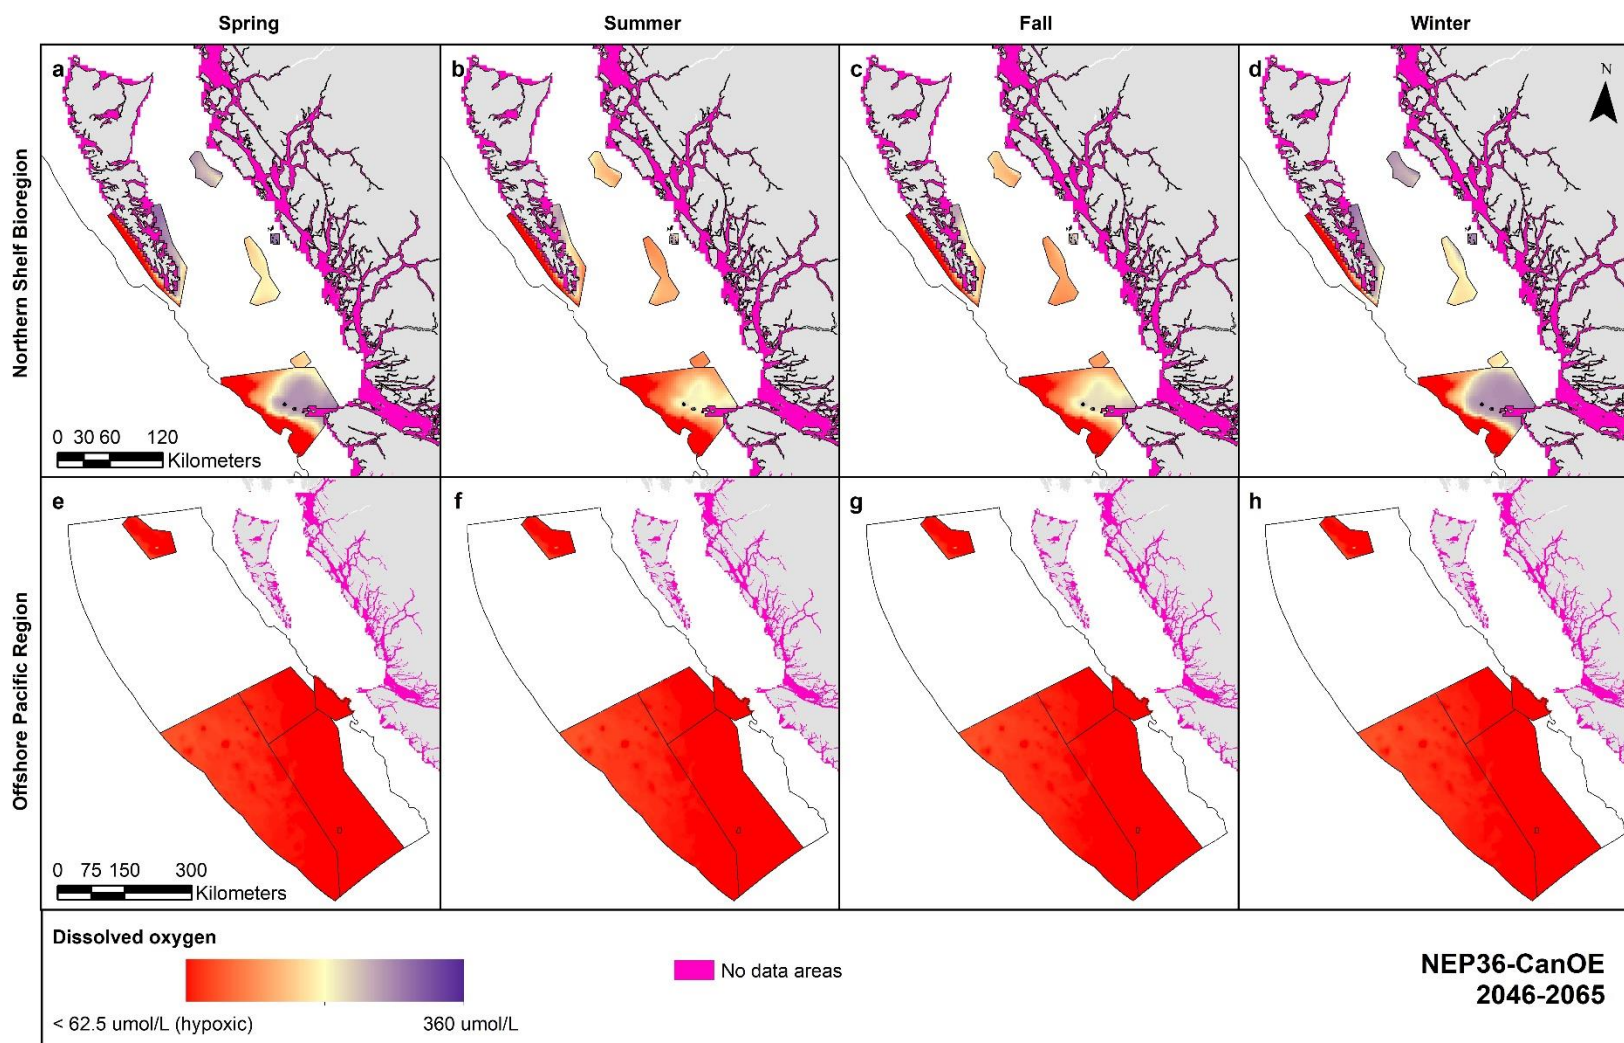 Spring Summer Fall Winter
Northern Shelf Bioregion
a b c d
N
0 30 60 120
Kilometers
Offshore Pacific Region
e f g h
0 75 150 300
Kilometers
Dissolved oxygen
No data areas
< 62.5 umol/L (hypoxic) 360 umol/L
NEP36-CanOE
2046-2065